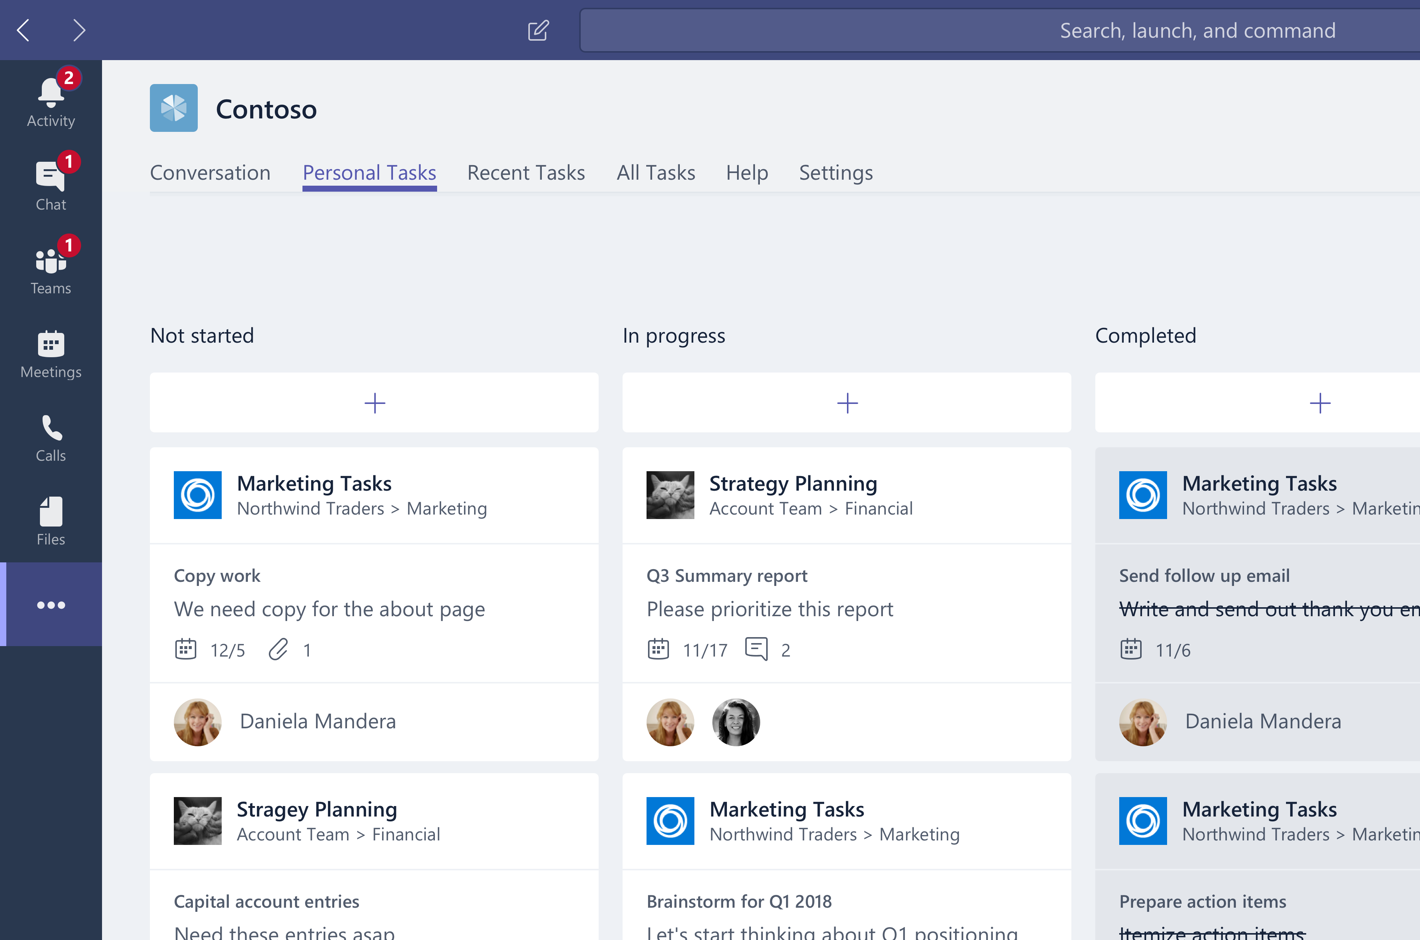 Search, launch, and command
2
Activity
1
Chat
1
Teams
Meetings
Calls
Files
Contoso
Conversation Personal Tasks Recent Tasks All Tasks Help Settings
Not started
Marketing Tasks
Northwind Traders > Marketing
Copy work
We need copy for the about page
12/5 1
Daniela Mandera
Stragey Planning
Account Team > Financial
Capital account entries
Need these entries asap
In progress
Strategy Planning
Account Team > Financial
Q3 Summary report
Please prioritize this report
11/17 2
Marketing Tasks
Northwind Traders > Marketing
Brainstorm for Q1 2018
Let's start thinking about Q1 positioning
Completed
Marketing Tasks
Northwind Traders > Marketin
Send follow up email
Write and send out thank you em
11/6
Daniela Mandera
Marketing Tasks
Northwind Traders > Marketin
Prepare action items
Itemize action items